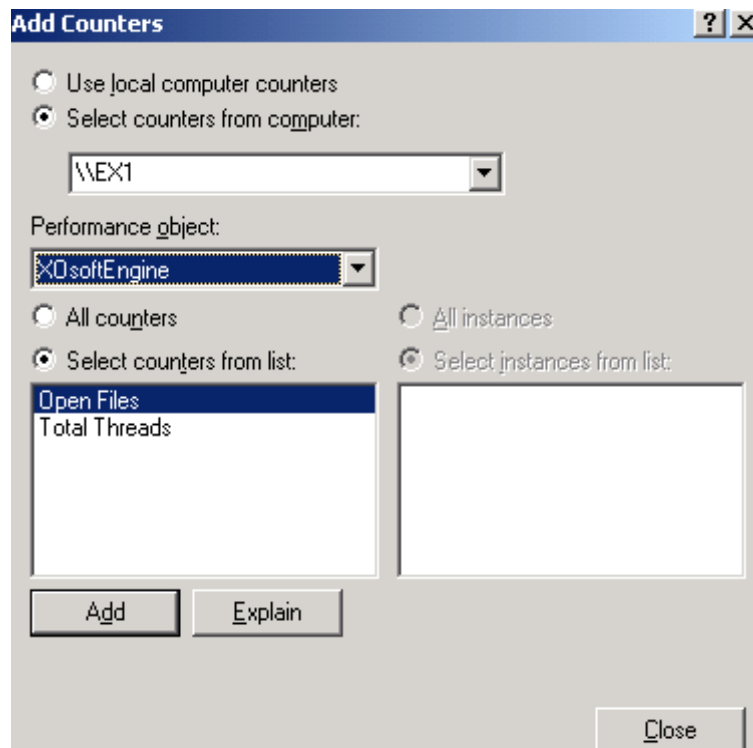 Add Counters
Use local computer counters
Select counters from computer:
\\EX1
Performance object:
XOsoftEngine
All counters
All instances
Select counters from list:
Select instances from list:
Open Files
Total Threads
Add
Explain
Close